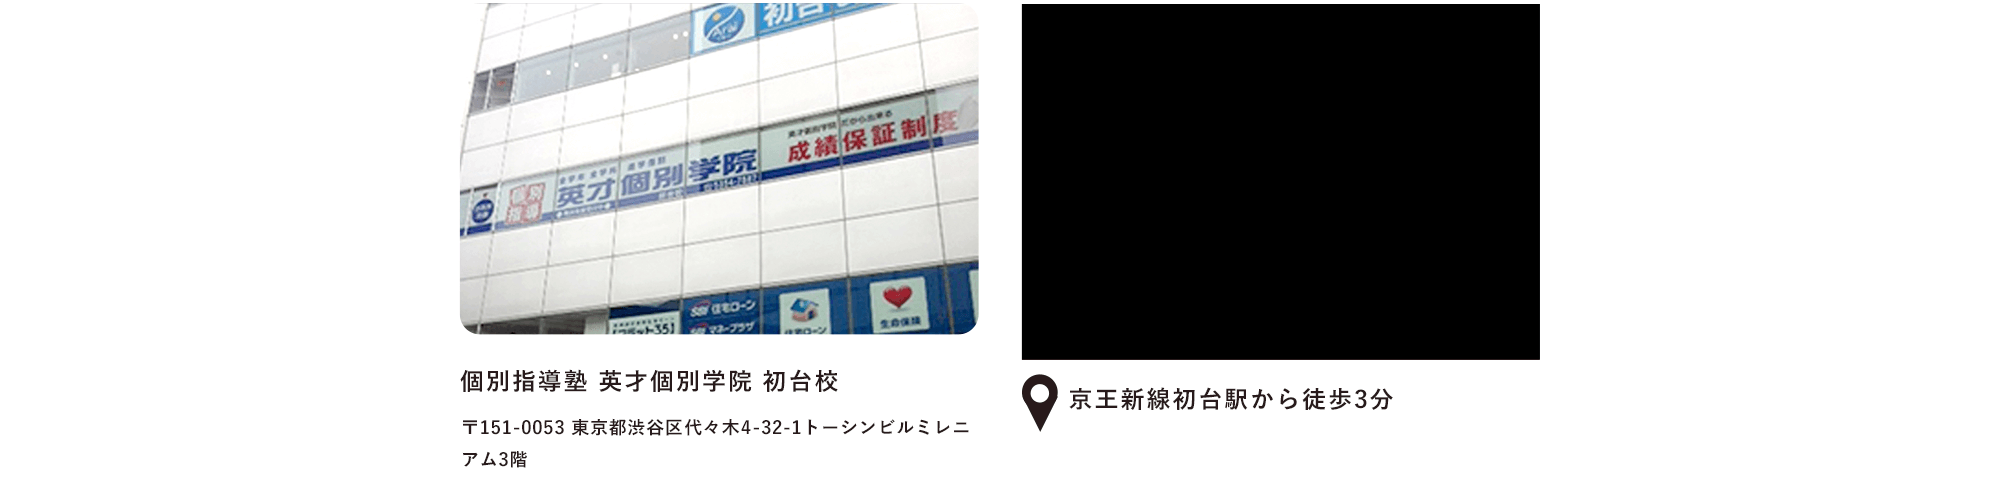 初台
英才個別学院 だから出来る
成績保証制度
個別
指導
英才個別学院
SBI 住宅ローン
SBI マネープラザ
【フラット35】
住宅ローン
生命保険
個別指導塾 英才個別学院 初台校
〒151-0053 東京都渋谷区代々木4-32-1トーシンビルミレニ
アム3階
京王新線初台駅から徒歩3分